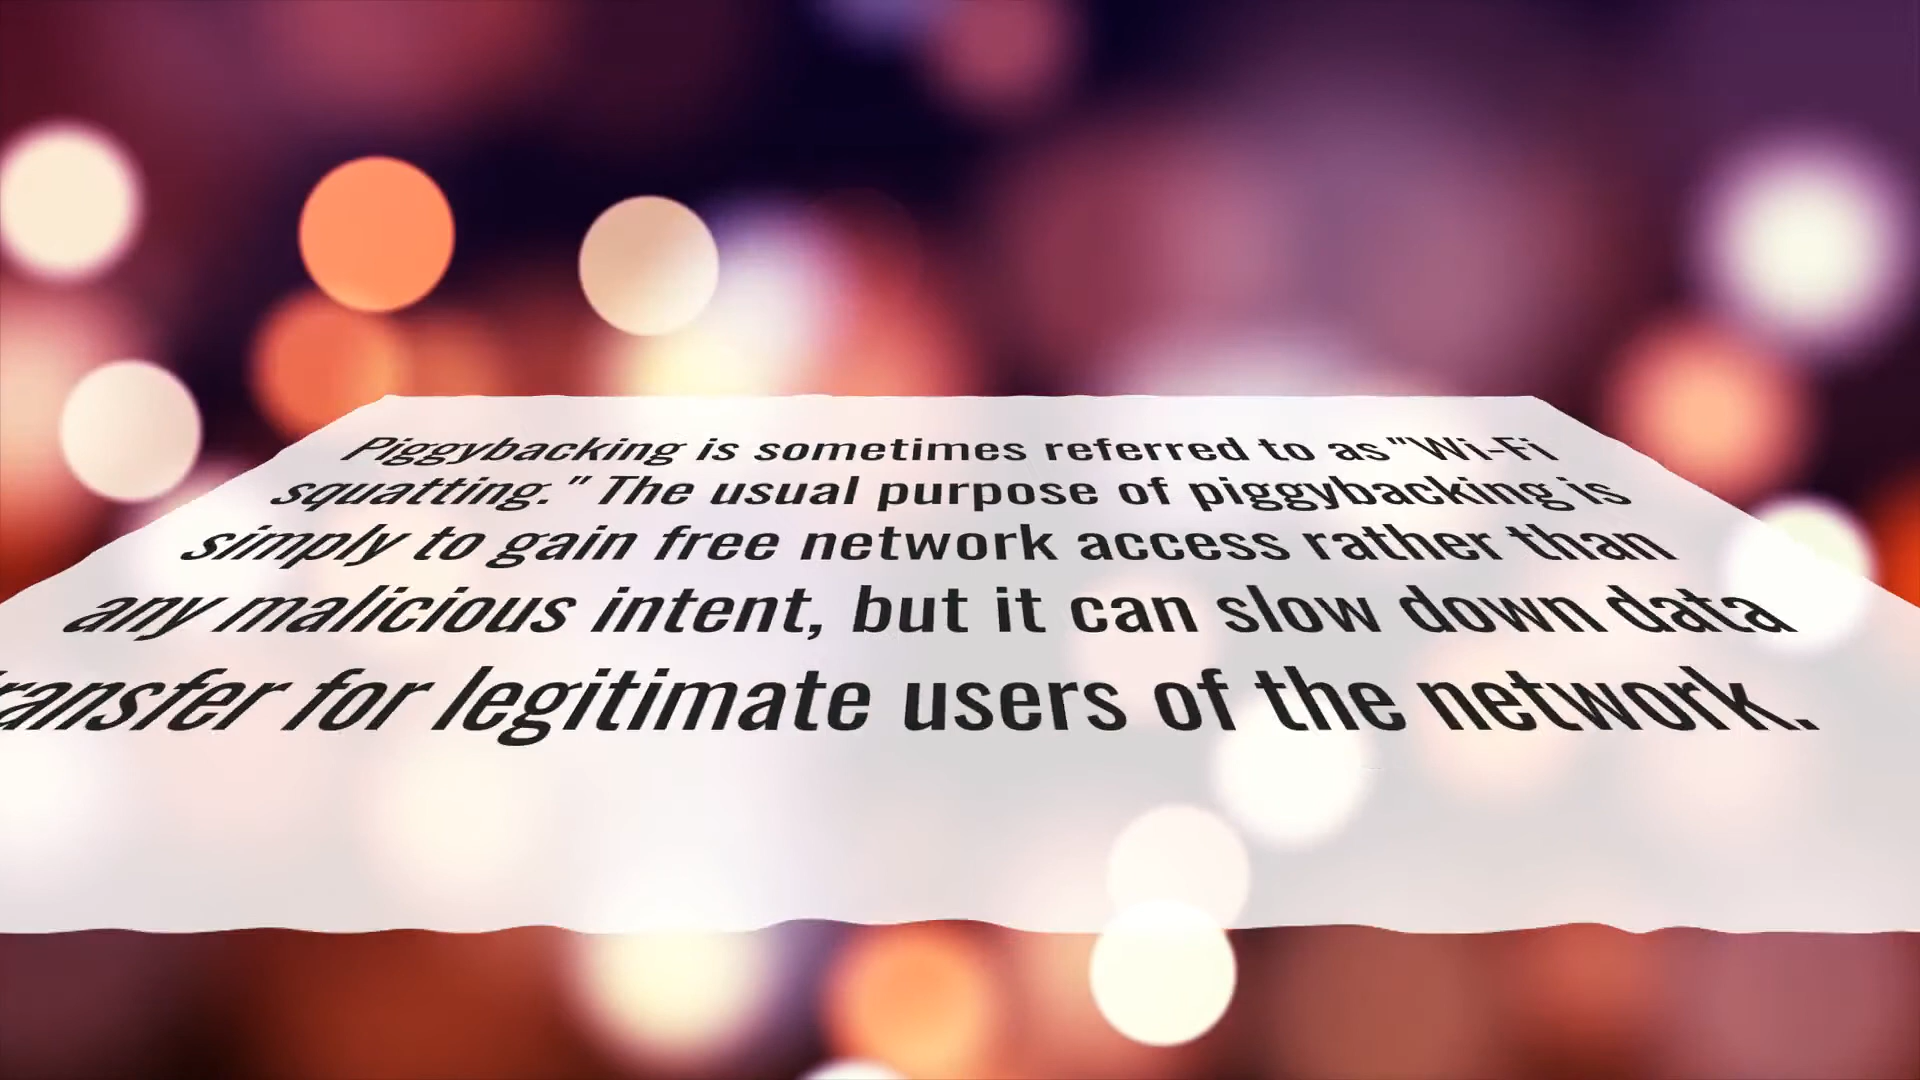 Piggybacking is sometimes referred to as "Wi-Fi
squatting." The usual purpose of piggybacking is
simply to gain free network access rather than
any malicious intent, but it can slow down data
ransfer for legitimate users of the network.